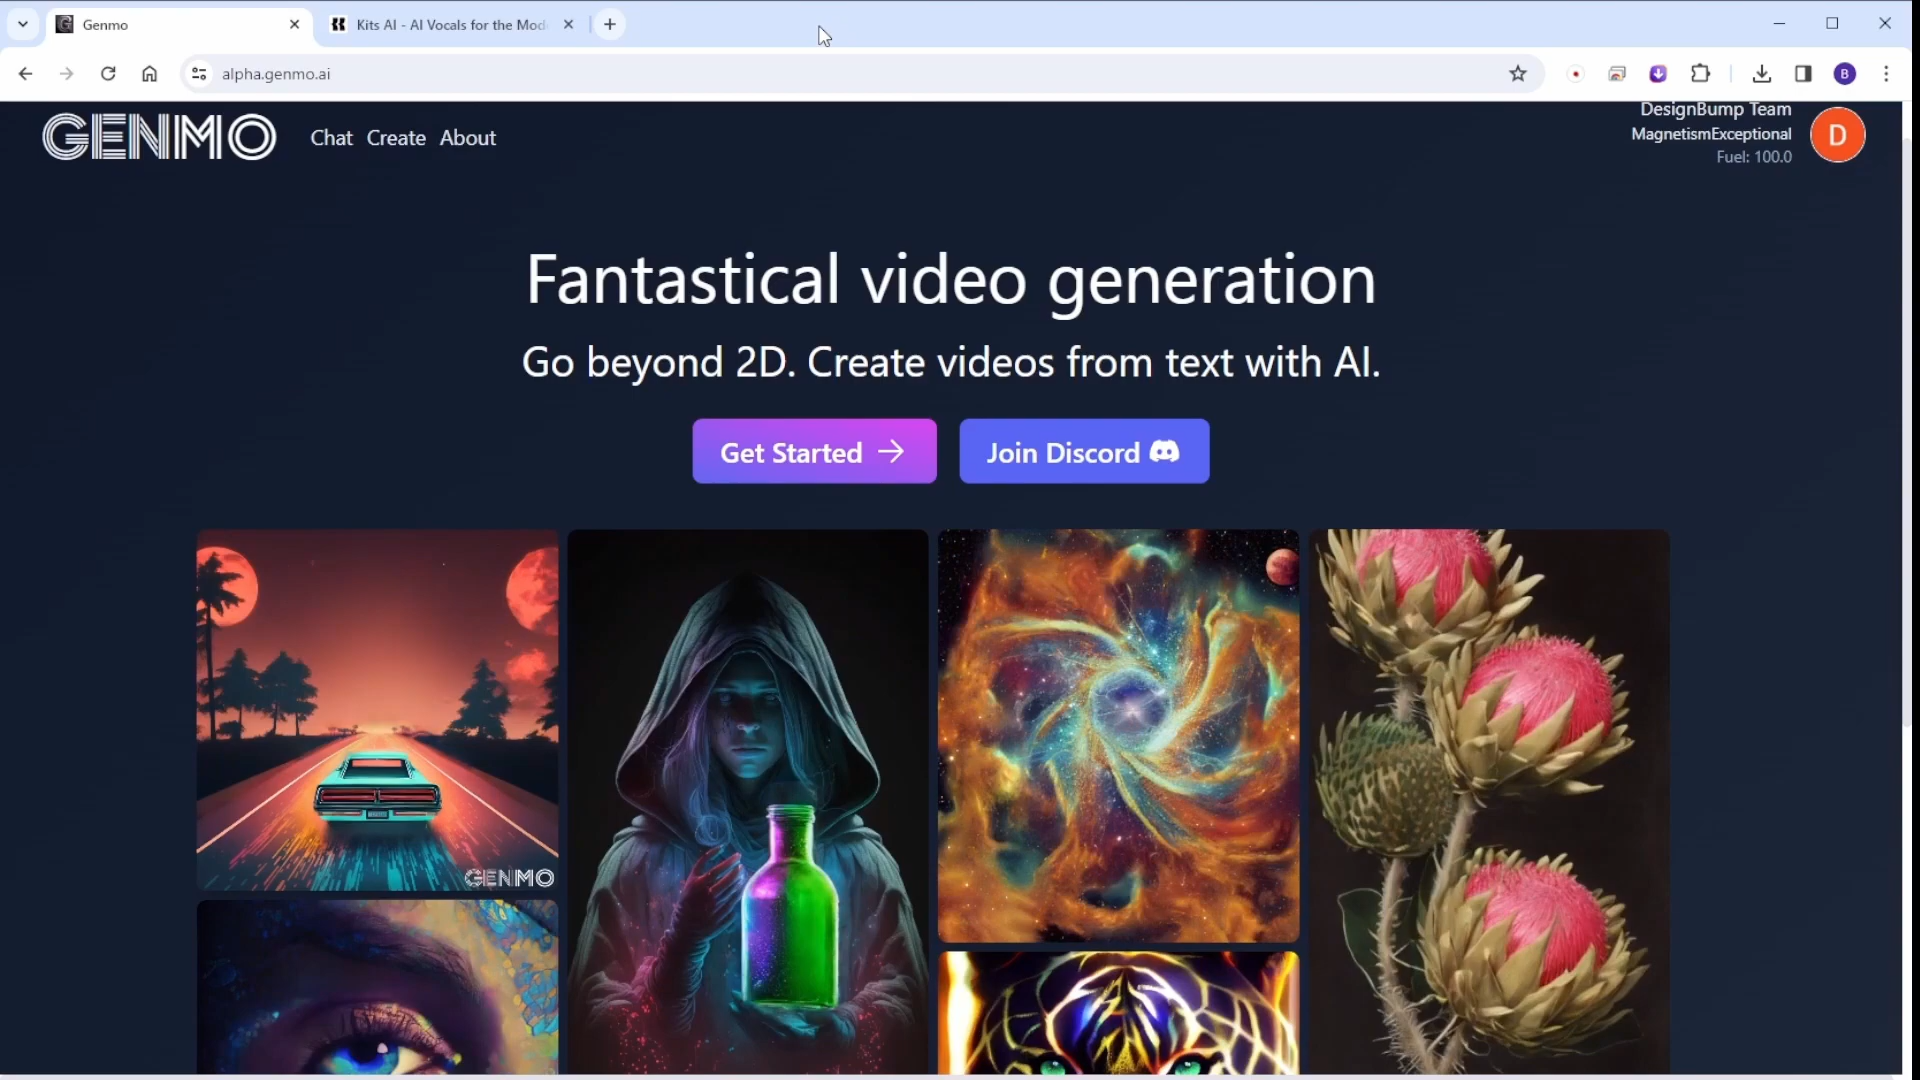 Genmo
Kits AI - AI Vocals for the Mod
alpha.genmo.ai
B
GENMO
Chat Create About
DesignBump Team
MagnetismExceptional
Fuel: 100.0
D
Fantastical video generation
Go beyond 2D. Create videos from text with AI.
Get Started
Join Discord
GENMO